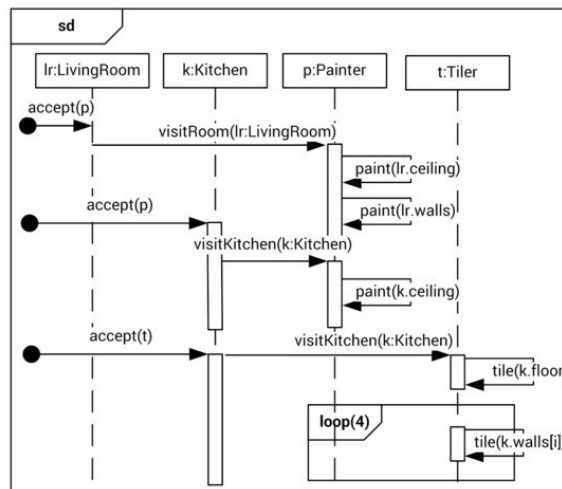 sd
lr:LivingRoom
k:Kitchen
p:Painter
t:Tiler
accept(p)
visitRoom(lr:LivingRoom)
paint(lr.ceiling)
accept(p)
paint(lr.walls)
visitKitchen(k:Kitchen)
paint(k.ceiling)
accept(t)
visitKitchen(k:Kitchen)
tile(k.floor
loop(4)
tile(k.walls[i]